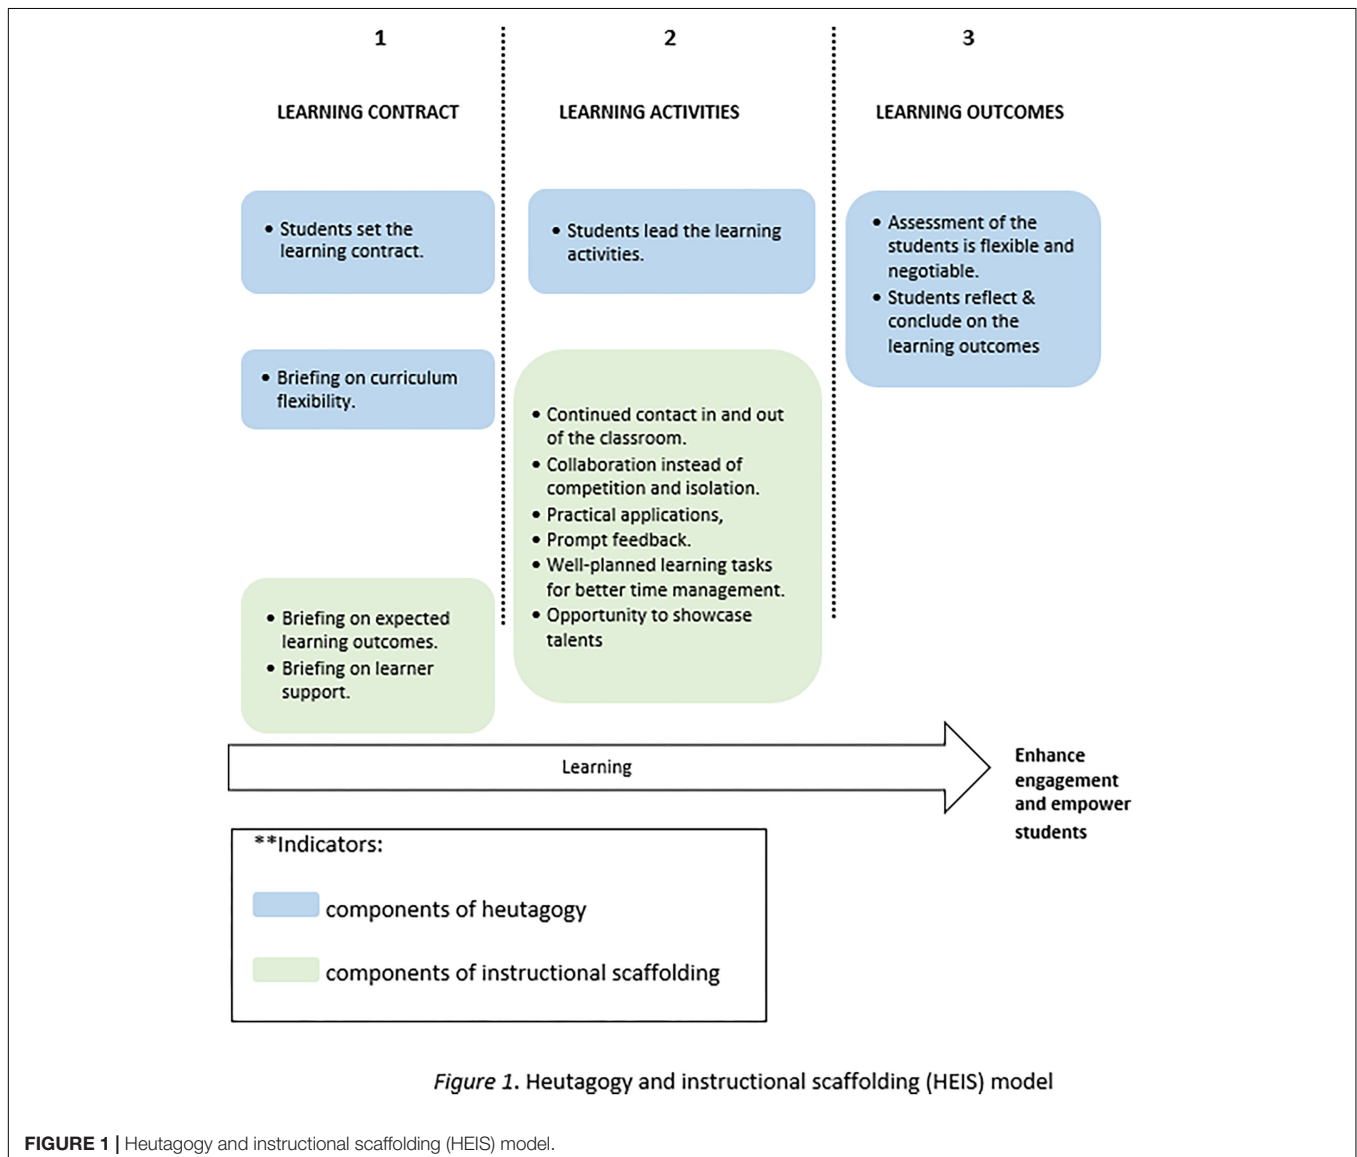 1
LEARNING CONTRACT
• Students set the
learning contract.
• Briefing on curriculum
flexibility.
• Briefing on expected
learning outcomes.
• Briefing on learner
support.
2
LEARNING ACTIVITIES
• Students lead the learning
activities.
• Continued contact in and out
of the classroom.
• Collaboration instead of
competition and isolation.
• Practical applications,
• Prompt feedback.
• Well-planned learning tasks
for better time management.
• Opportunity to showcase
talents
3
LEARNING OUTCOMES
• Assessment of the
students is flexible and
negotiable.
• Students reflect &
conclude on the
learning outcomes
Learning
Enhance
engagement
and empower
students
**Indicators:
components of heutagogy
components of instructional scaffolding
Figure 1. Heutagogy and instructional scaffolding (HEIS) model
FIGURE 1 | Heutagogy and instructional scaffolding (HEIS) model.